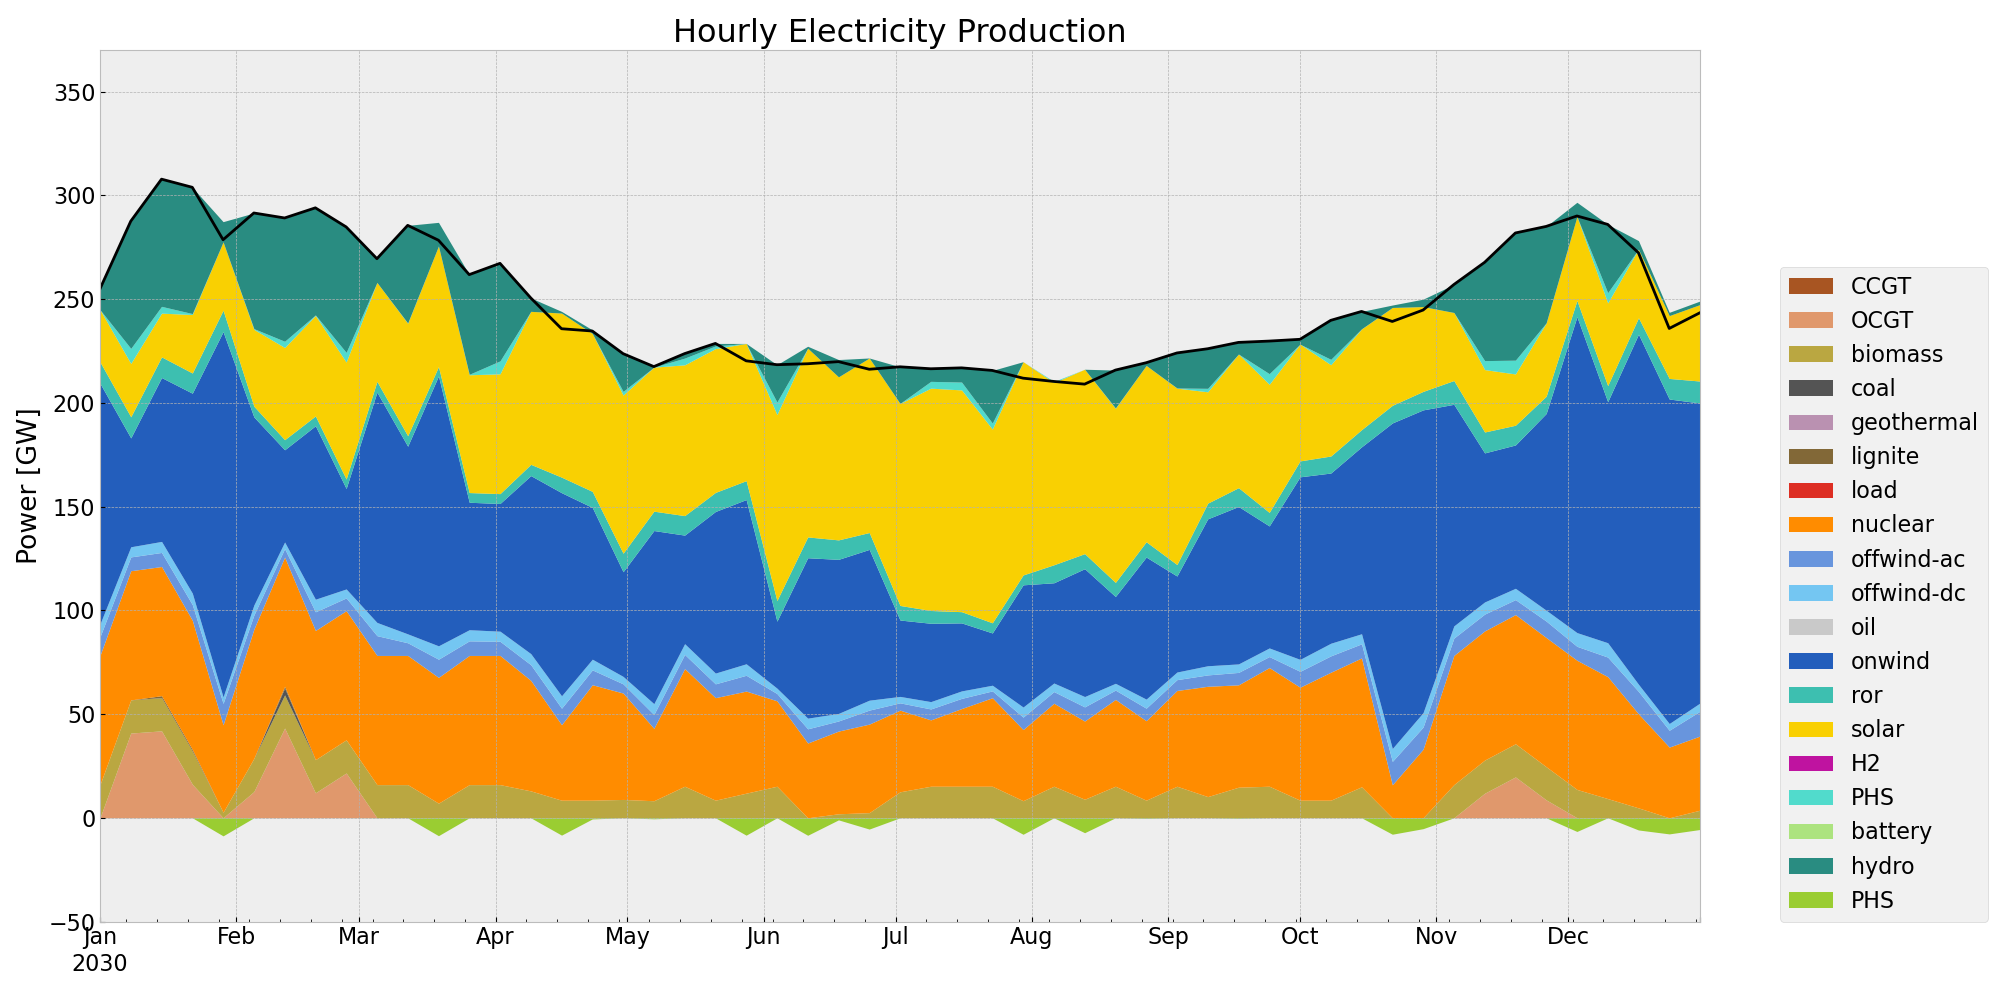 Hourly Electricity Production
Power [GW]
350
300
250
200
150
100
50
0
−50
Jan
2030
Feb
Mar
Apr
May
Jun
Jul
Aug
Sep
Oct
Nov
Dec
CCGT
OCGT
biomass
coal
geothermal
lignite
load
nuclear
offwind-ac
offwind-dc
oil
onwind
ror
solar
H2
PHS
battery
hydro
PHS